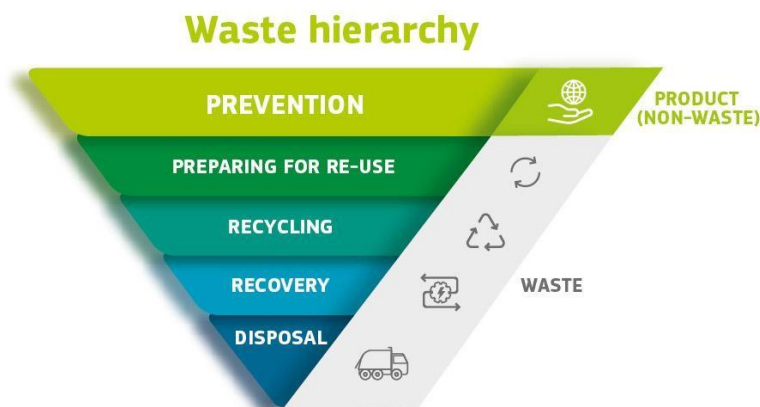 Waste hierarchy
PREVENTION
PRODUCT
(NON-WASTE)
PREPARING FOR RE-USE
RECYCLING
RECOVERY
WASTE
DISPOSAL